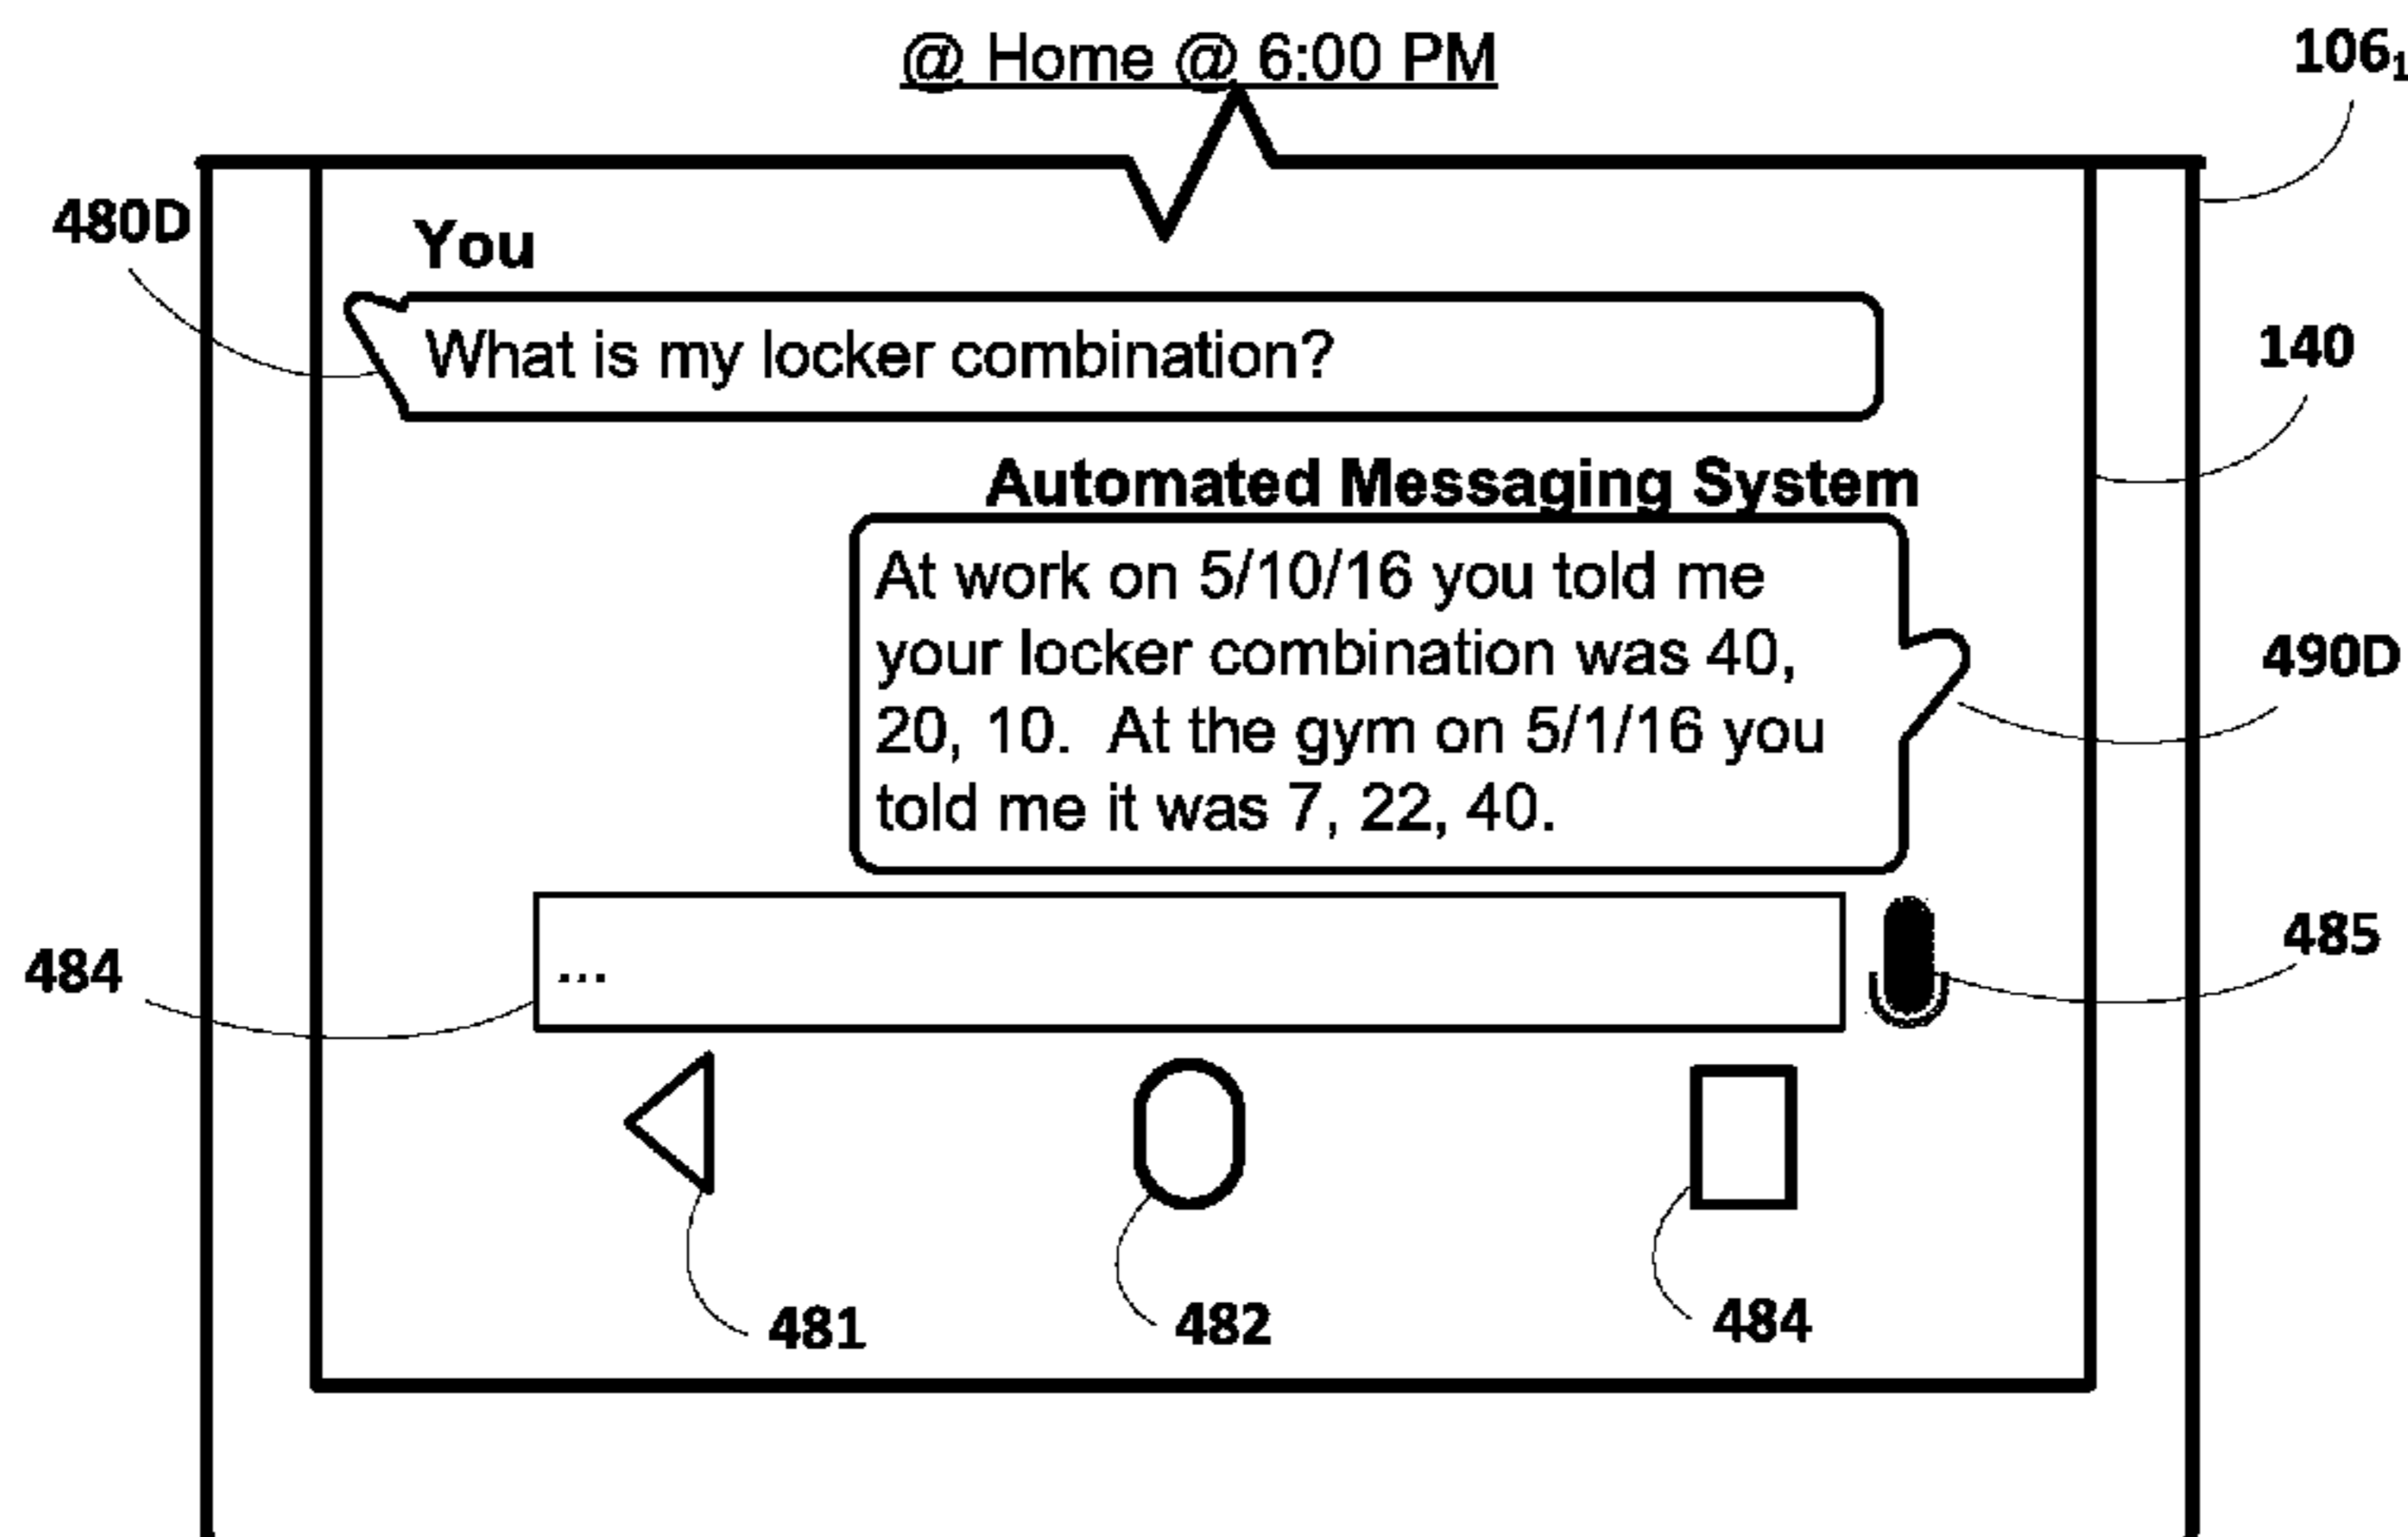 @ Home @ 6:00 PM
106₁
480D
You
What is my locker combination?
140
Automated Messaging System
At work on 5/10/16 you told me
your locker combination was 40,
20, 10. At the gym on 5/1/16 you
told me it was 7, 22, 40.
490D
484
...
485
481
482
484